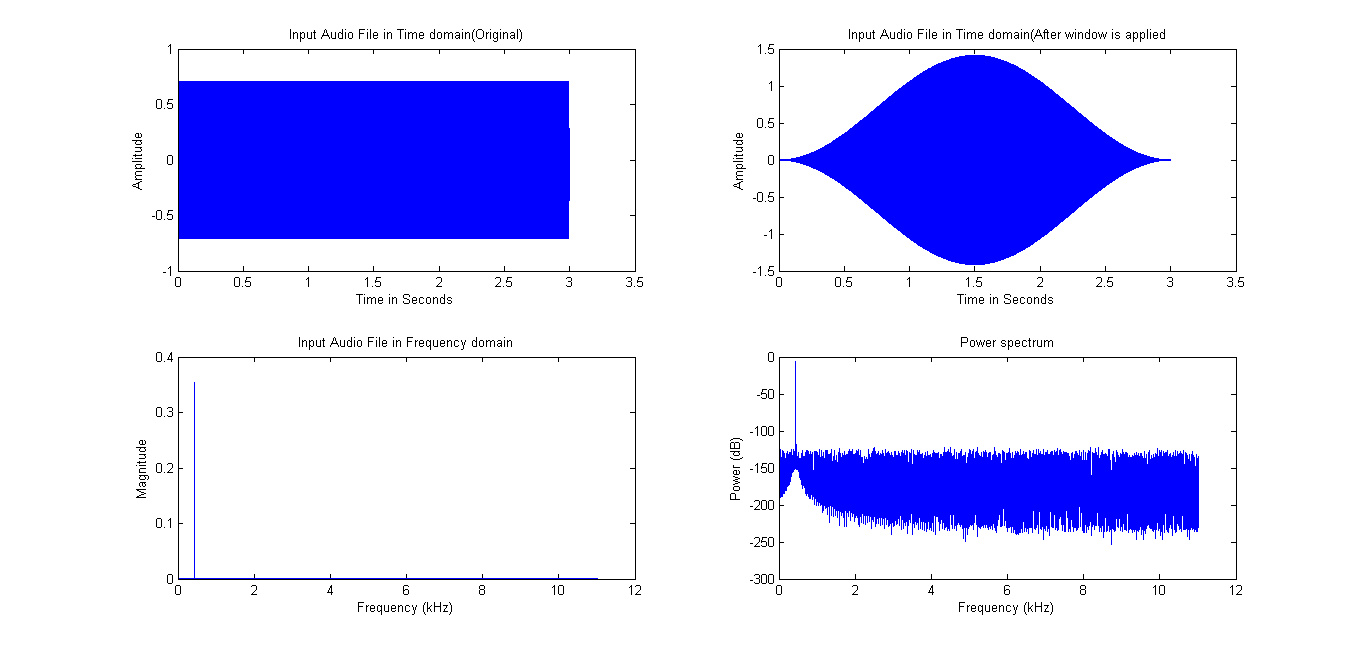 Input Audio File in Time domain(Original)
1
0.5
0
-0.5
-1
Amplitude
0 0.5 1 1.5 2 2.5 3 3.5
Time in Seconds
Input Audio File in Time domain(After window is applied
1.5
1
0.5
0
-0.5
-1
-1.5
Amplitude
0 0.5 1 1.5 2 2.5 3 3.5
Time in Seconds
Input Audio File in Frequency domain
0.4
0.3
0.2
0.1
0
Magnitude
0 2 4 6 8 10 12
Frequency (kHz)
Power spectrum
0
-50
-100
-150
-200
-250
-300
Power (dB)
0 2 4 6 8 10 12
Frequency (kHz)